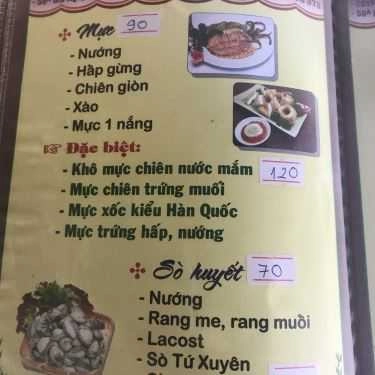 Mực 90
- Nướng
- Hấp gừng
- Chiên giòn
- Xào
- Mực 1 nắng
Đặc biệt:
- Khô mực chiên nước mắm 120
- Mực chiên trứng muối
- Mực xốc kiểu Hàn Quốc
- Mực trứng hấp, nướng
Sò huyết 70
- Nướng
- Rang me, rang muối
- Lacost
- Sò Tứ Xuyên